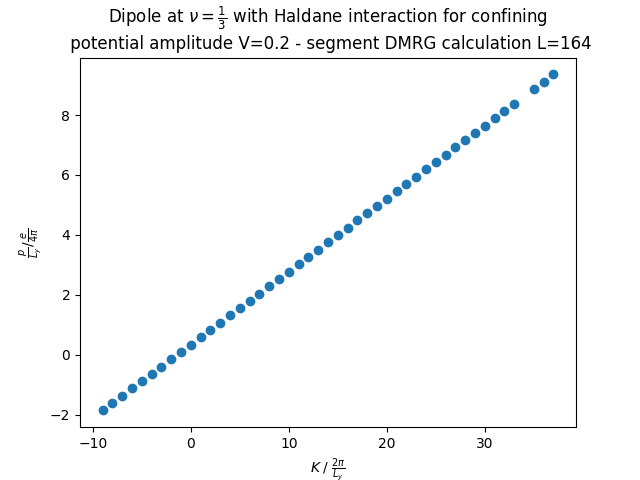 Dipole at ν = 1/3 with Haldane interaction for confining
potential amplitude V=0.2 - segment DMRG calculation L=164
8
6
4
2
0
−2
p/L_y / e/4π
−10
0
10
20
30
K / 2π/L_y